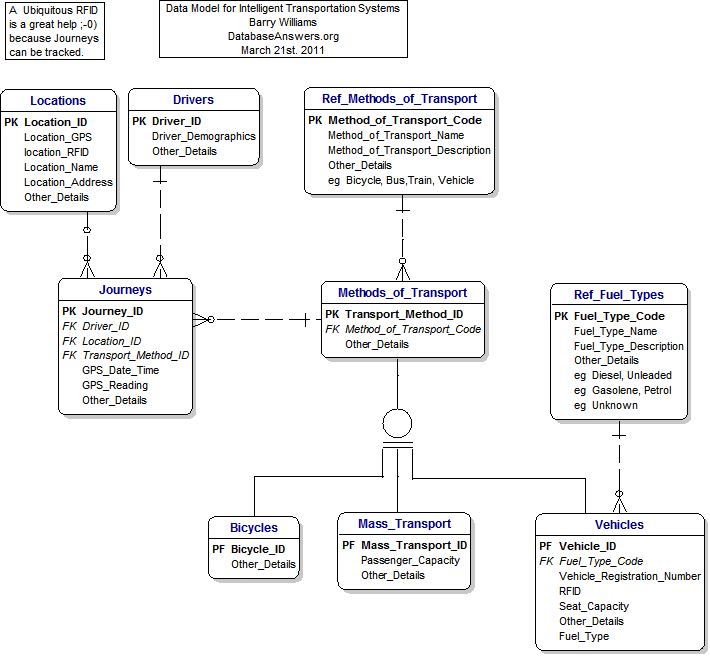 A Ubiquitous RFID
is a great help ;-0)
because Journeys
can be tracked.
Data Model for Intelligent Transportation Systems
Barry Williams
DatabaseAnswers.org
March 21st. 2011
Locations
PK Location_ID
Location_GPS
location_RFID
Location_Name
Location_Address
Other_Details
Drivers
PK Driver_ID
Driver_Demographics
Other_Details
Ref_Methods_of_Transport
PK Method_of_Transport_Code
Method_of_Transport_Name
Method_of_Transport_Description
Other_Details
eg Bicycle, Bus,Train, Vehicle
Journeys
PK Journey_ID
FK Driver_ID
FK Location_ID
FK Transport_Method_ID
GPS_Date_Time
GPS_Reading
Other_Details
Methods_of_Transport
PK Transport_Method_ID
FK Method_of_Transport_Code
Other_Details
Ref_Fuel_Types
PK Fuel_Type_Code
Fuel_Type_Name
Fuel_Type_Description
Other_Details
eg Diesel, Unleaded
eg Gasolene, Petrol
eg Unknown
Bicycles
PF Bicycle_ID
Other_Details
Mass_Transport
PF Mass_Transport_ID
Passenger_Capacity
Other_Details
Vehicles
PF Vehicle_ID
FK Fuel_Type_Code
Vehicle_Registration_Number
RFID
Seat_Capacity
Other_Details
Fuel_Type